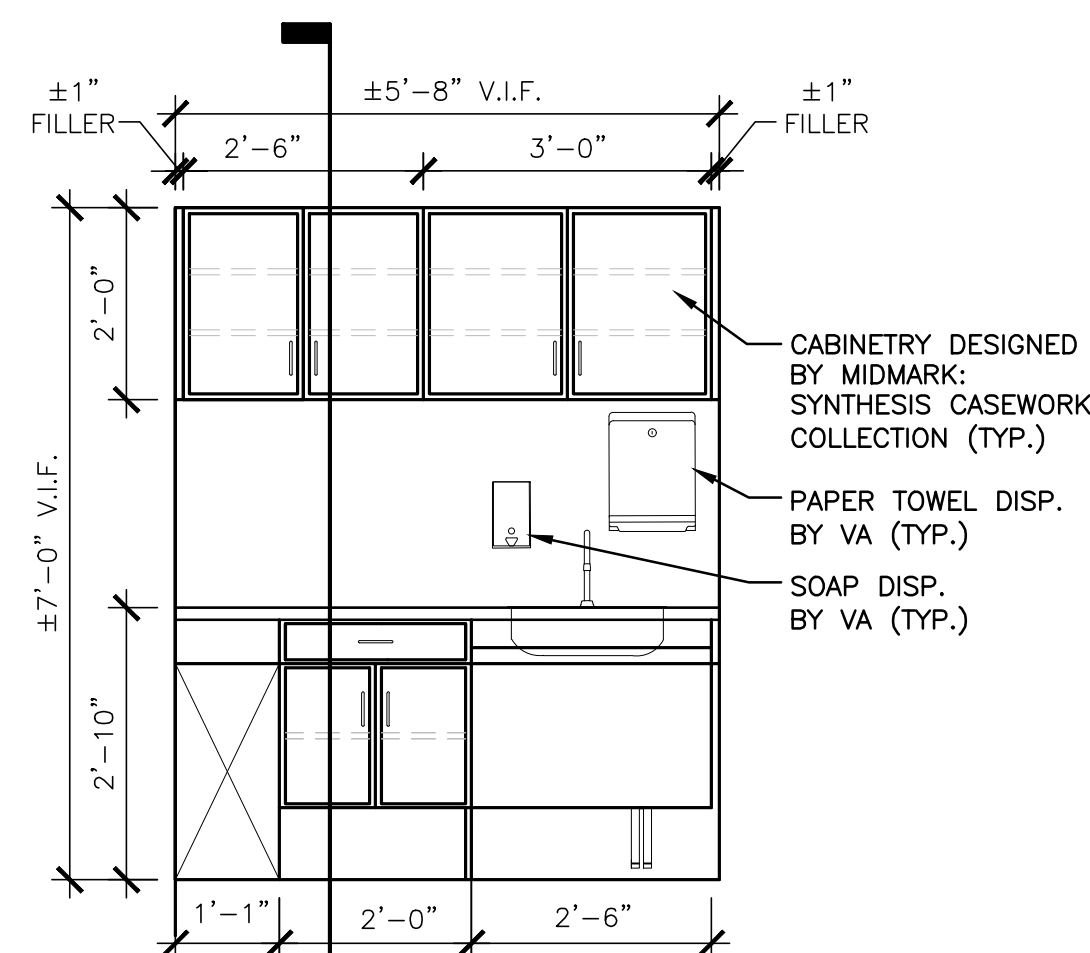 ±1”
FILLER
±5’-8” V.I.F.
±1”
FILLER
2’-6”
3’-0”
2’-0”
±7’-0” V.I.F.
2’-10”
CABINETRY DESIGNED
BY MIDMARK:
SYNTHESIS CASEWORK
COLLECTION (TYP.)
PAPER TOWEL DISP.
BY VA (TYP.)
SOAP DISP.
BY VA (TYP.)
1’-1”
2’-0”
2’-6”